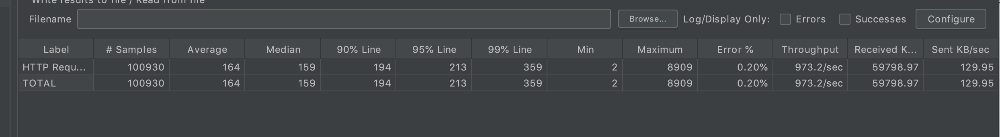 Write results to file / Read from file
Filename Browse... Log/Display Only: Errors Successes Configure
Label # Samples Average Median 90% Line 95% Line 99% Line Min Maximum Error % Throughput Received K... Sent KB/sec
HTTP Requ... 100930 164 159 194 213 359 2 8909 0.20% 973.2/sec 59798.97 129.95
TOTAL 100930 164 159 194 213 359 2 8909 0.20% 973.2/sec 59798.97 129.95